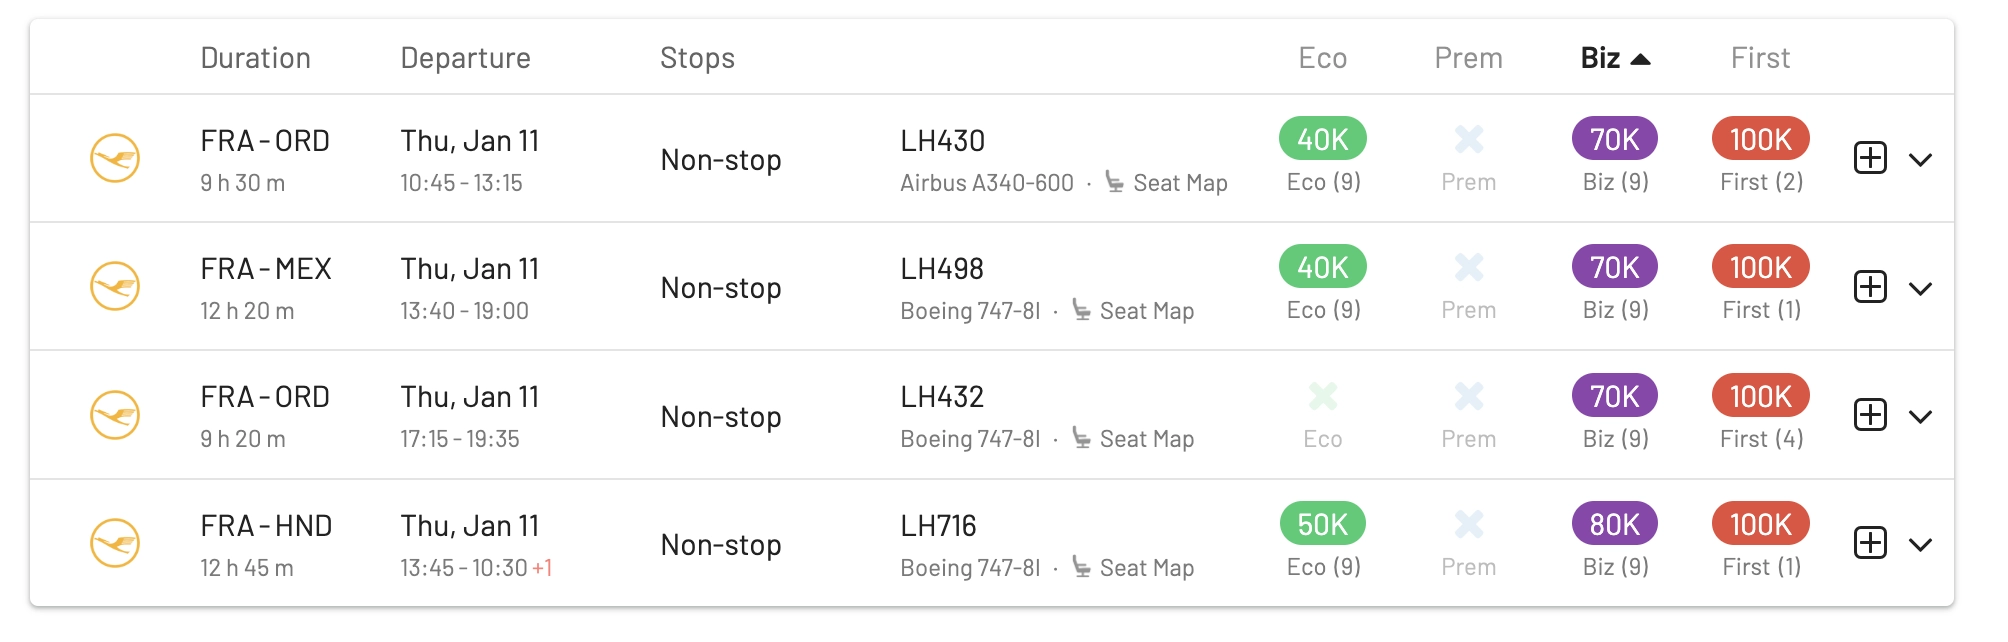 Duration Departure Stops Eco Prem Biz First
FRA - ORD Thu, Jan 11 Non-stop LH430 40K 70K 100K
9 h 30 m 10:45 - 13:15 Airbus A340-600 · Seat Map Eco (9) Prem Biz (9) First (2)
FRA - MEX Thu, Jan 11 Non-stop LH498 40K 70K 100K
12 h 20 m 13:40 - 19:00 Boeing 747-8I · Seat Map Eco (9) Prem Biz (9) First (1)
FRA - ORD Thu, Jan 11 Non-stop LH432 70K 100K
9 h 20 m 17:15 - 19:35 Boeing 747-8I · Seat Map Eco Prem Biz (9) First (4)
FRA - HND Thu, Jan 11 Non-stop LH716 50K 80K 100K
12 h 45 m 13:45 - 10:30 +1 Boeing 747-8I · Seat Map Eco (9) Prem Biz (9) First (1)